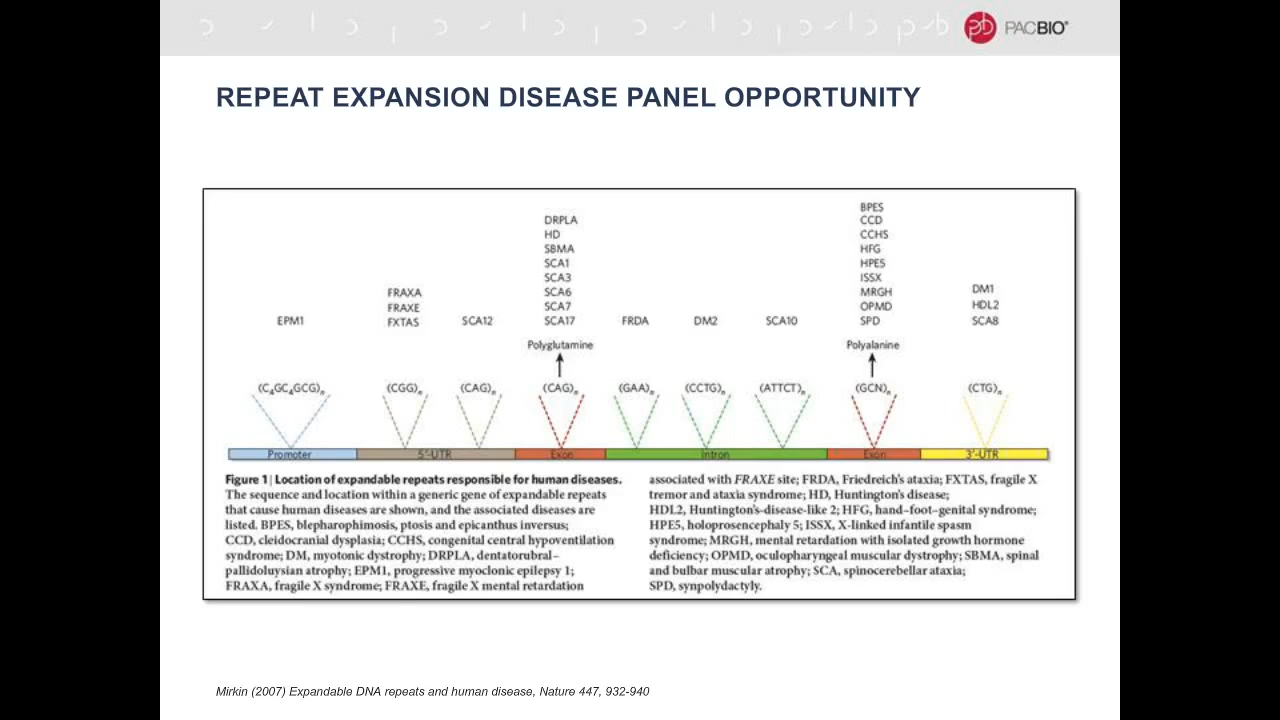 PACBIO®
REPEAT EXPANSION DISEASE PANEL OPPORTUNITY
EPM1
FRAXA
FRAXE
FXTAS
SCA12
DRPLA
HD
SBMA
SCA1
SCA3
SCA6
SCA7
SCA17
FRDA
DM2
SCA10
BPES
CCD
CCHS
HFG
HPE5
ISSX
MRGH
OPMD
SPD
DM1
HDL2
SCA8
Polyglutamine
Polyalanine
(C₄GC₄GCG)ₙ
(CGG)ₙ
(CAG)ₙ
(CAG)ₙ
(GAA)ₙ
(CCTG)ₙ
(ATTCT)ₙ
(GCN)ₙ
(CTG)ₙ
Promoter
5′-UTR
Exon
Intron
Exon
3′-UTR
Figure 1 | Location of expandable repeats responsible for human diseases.
The sequence and location within a generic gene of expandable repeats
that cause human diseases are shown, and the associated diseases are
listed. BPES, blepharophimosis, ptosis and epicanthus inversus;
CCD, cleidocranial dysplasia; CCHS, congenital central hypoventilation
syndrome; DM, myotonic dystrophy; DRPLA, dentatorubral–
pallidoluysian atrophy; EPM1, progressive myoclonic epilepsy 1;
FRAXA, fragile X syndrome; FRAXE, fragile X mental retardation
associated with FRAXE site; FRDA, Friedreich's ataxia; FXTAS, fragile X
tremor and ataxia syndrome; HD, Huntington's disease;
HDL2, Huntington's-disease-like 2; HFG, hand–foot–genital syndrome;
HPE5, holoprosencephaly 5; ISSX, X-linked infantile spasm
syndrome; MRGH, mental retardation with isolated growth hormone
deficiency; OPMD, oculopharyngeal muscular dystrophy; SBMA, spinal
and bulbar muscular atrophy; SCA, spinocerebellar ataxia;
SPD, synpolydactyly.
Mirkin (2007) Expandable DNA repeats and human disease, Nature 447, 932-940